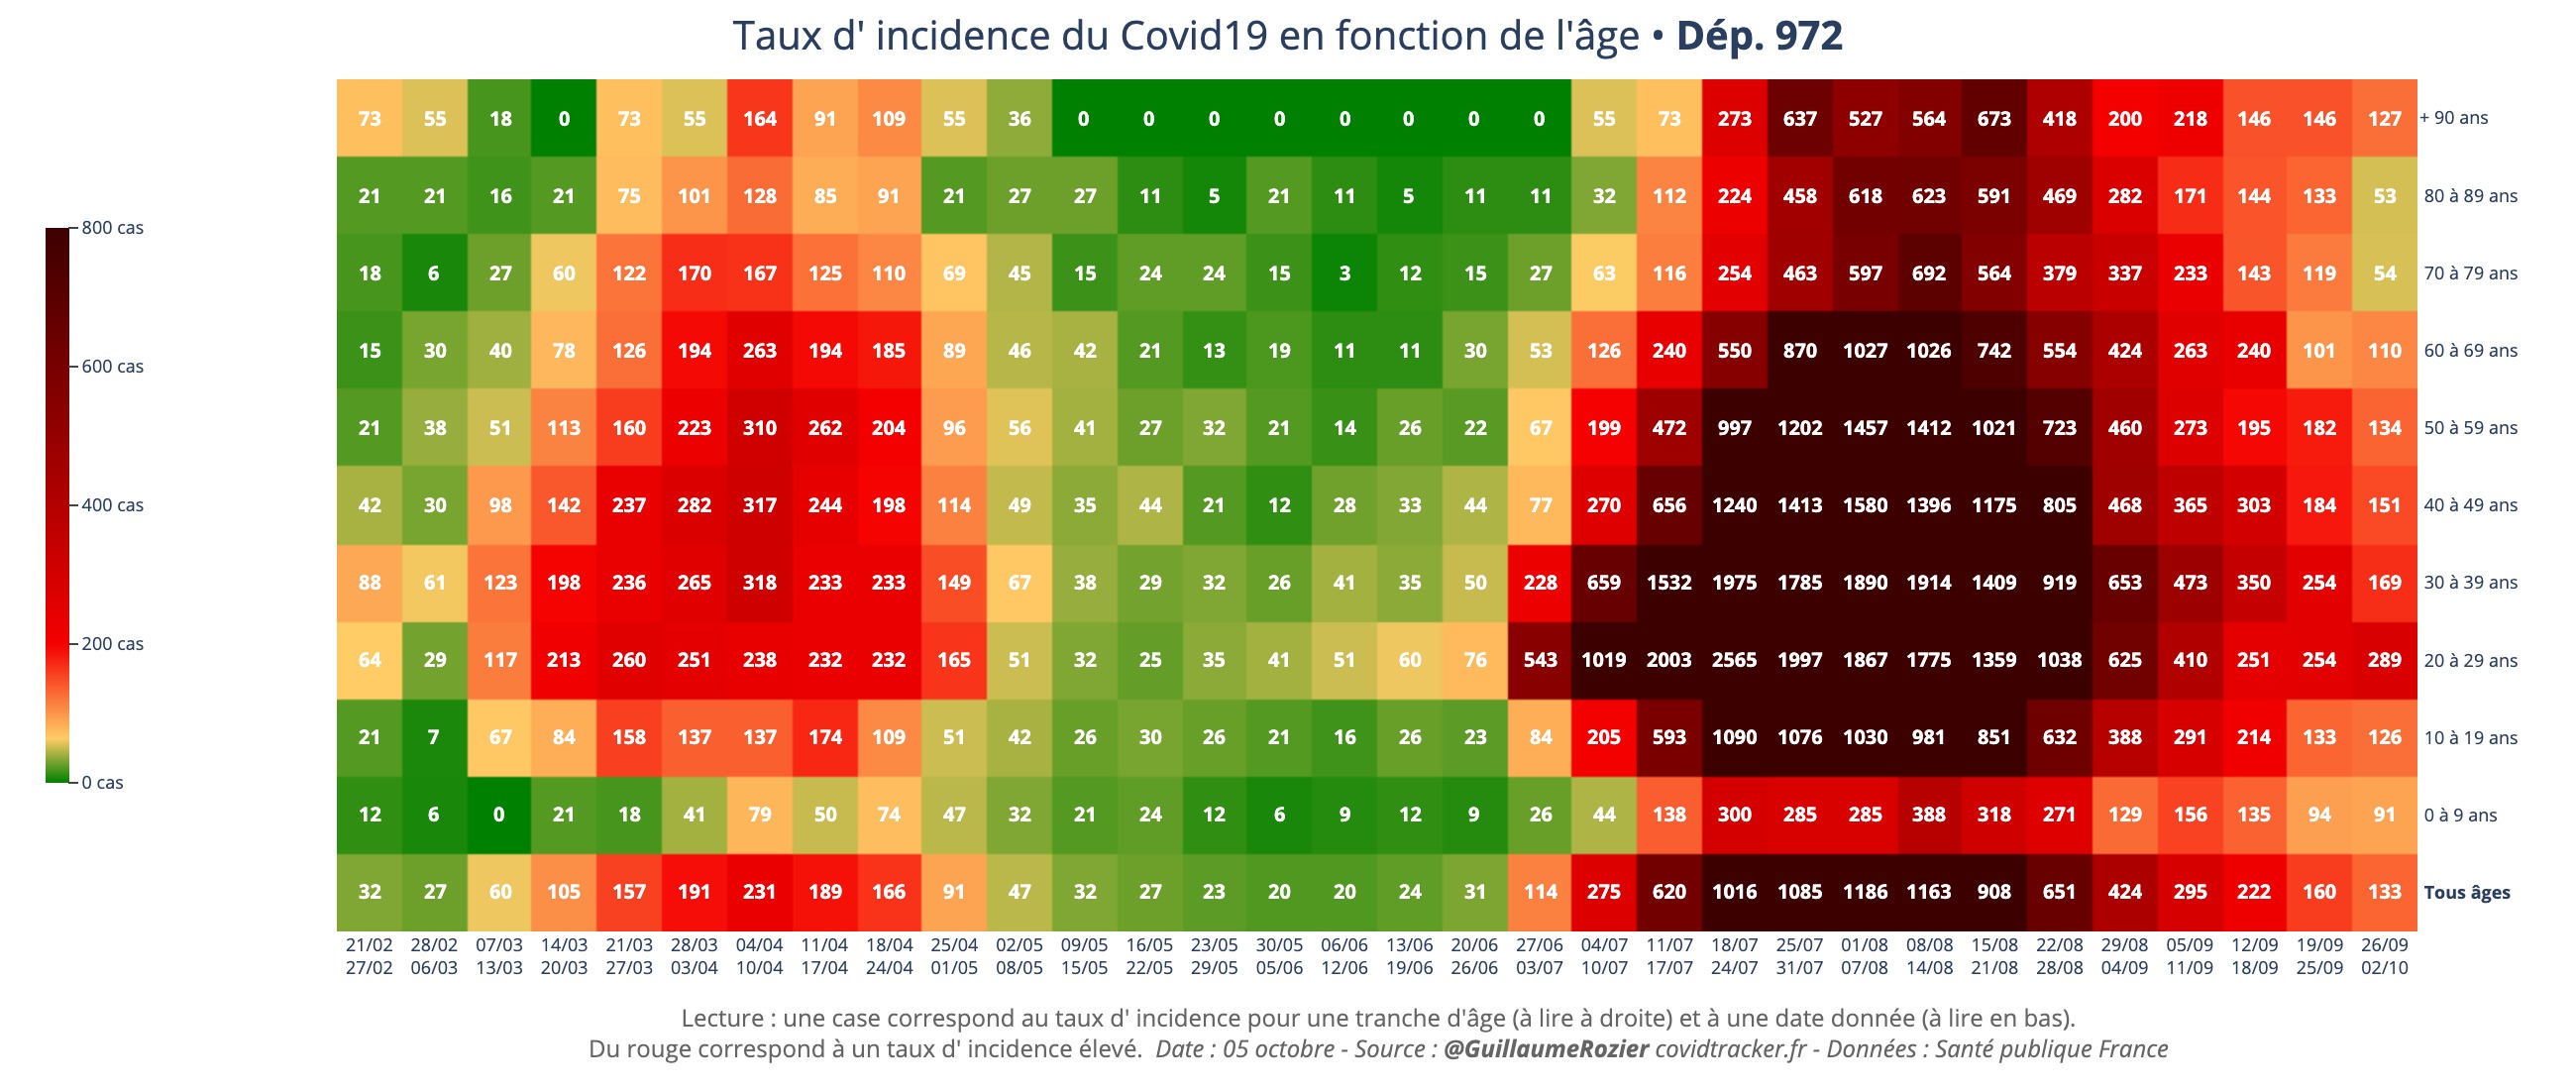 Taux d' incidence du Covid19 en fonction de l'âge • Dép. 972
73 55 18 0 73 55 164 91 109 55 36 0 0 0 0 0 0 0 0 55 73 273 637 527 564 673 418 200 218 146 146 127 + 90 ans
21 21 16 21 75 101 128 85 91 21 27 27 11 5 21 11 5 11 11 32 112 224 458 618 623 591 469 282 171 144 133 53 80 à 89 ans
800 cas
18 6 27 60 122 170 167 125 110 69 45 15 24 24 15 3 12 15 27 63 116 254 463 597 692 564 379 337 233 143 119 54 70 à 79 ans
15 30 40 78 126 194 263 194 185 89 46 42 21 13 19 11 11 30 53 126 240 550 870 1027 1026 742 554 424 263 240 101 110 60 à 69 ans
600 cas
21 38 51 113 160 223 310 262 204 96 56 41 27 32 21 14 26 22 67 199 472 997 1202 1457 1412 1021 723 460 273 195 182 134 50 à 59 ans
400 cas
42 30 98 142 237 282 317 244 198 114 49 35 44 21 12 28 33 44 77 270 656 1240 1413 1580 1396 1175 805 468 365 303 184 151 40 à 49 ans
88 61 123 198 236 265 318 233 233 149 67 38 29 32 26 41 35 50 228 659 1532 1975 1785 1890 1914 1409 919 653 473 350 254 169 30 à 39 ans
200 cas
64 29 117 213 260 251 238 232 232 165 51 32 25 35 41 51 60 76 543 1019 2003 2565 1997 1867 1775 1359 1038 625 410 251 254 289 20 à 29 ans
21 7 67 84 158 137 137 174 109 51 42 26 30 26 21 16 26 23 84 205 593 1090 1076 1030 981 851 632 388 291 214 133 126 10 à 19 ans
0 cas
12 6 0 21 18 41 79 50 74 47 32 21 24 12 6 9 12 9 26 44 138 300 285 285 388 318 271 129 156 135 94 91 0 à 9 ans
32 27 60 105 157 191 231 189 166 91 47 32 27 23 20 20 24 31 114 275 620 1016 1085 1186 1163 908 651 424 295 222 160 133 Tous âges
21/02 28/02 07/03 14/03 21/03 28/03 04/04 11/04 18/04 25/04 02/05 09/05 16/05 23/05 30/05 06/06 13/06 20/06 27/06 04/07 11/07 18/07 25/07 01/08 08/08 15/08 22/08 29/08 05/09 12/09 19/09 26/09
27/02 06/03 13/03 20/03 27/03 03/04 10/04 17/04 24/04 01/05 08/05 15/05 22/05 29/05 05/06 12/06 19/06 26/06 03/07 10/07 17/07 24/07 31/07 07/08 14/08 21/08 28/08 04/09 11/09 18/09 25/09 02/10
Lecture : une case correspond au taux d' incidence pour une tranche d'âge (à lire à droite) et à une date donnée (à lire en bas).
Du rouge correspond à un taux d' incidence élevé. Date : 05 octobre - Source : @GuillaumeRozier covidtracker.fr - Données : Santé publique France